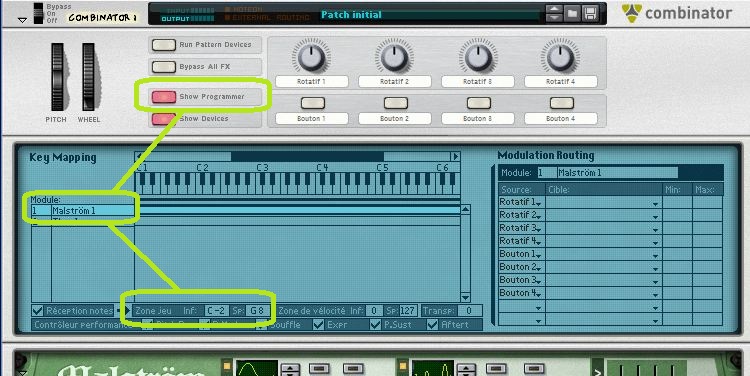 Bypass
On
Off
COMBINATOR 1
INPUT MOTCOM
OUTPUT EXTERNAL ROUTING
Patch initial
combinator
Run Pattern Devices
Bypass All FX
Show Programmer
Show Devices
PITCH WHEEL
Rotatif 1 Rotatif 2 Rotatif 3 Rotatif 4
Bouton 1 Bouton 2 Bouton 3 Bouton 4
Key Mapping
C1 C2 C3 C4 C5 C6
Module:
1 Malström 1
Réception notes Zone Jeu Inf: C-2 Sp: G8 Zone de vélocité Inf: 0 Sp: 127 Transp: 0
Contrôleur performance Souffle Expr P.Sust Aftert
Modulation Routing
Module: 1 Malström 1
Source: Cible: Min: Max:
Rotatif 1
Rotatif 2
Rotatif 3
Rotatif 4
Bouton 1
Bouton 2
Bouton 3
Bouton 4
Malström